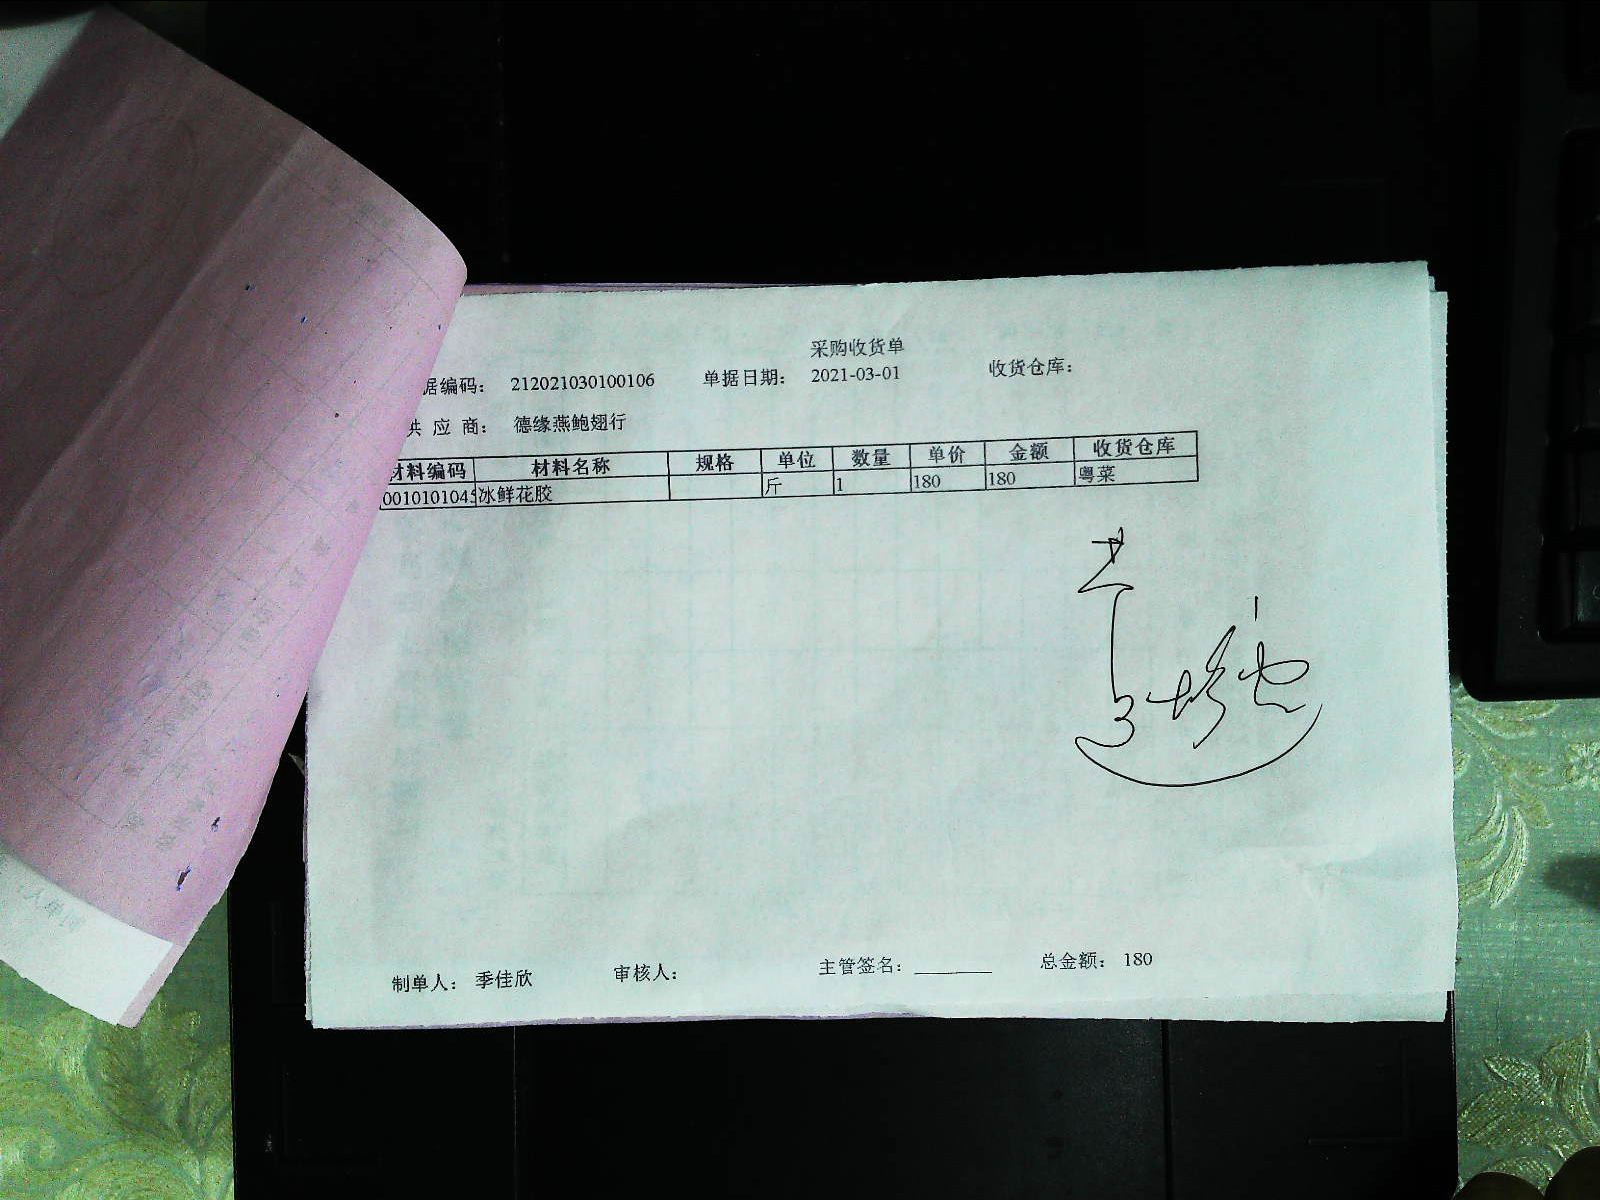 采购收货单
据编码： 212021030100106 单据日期： 2021-03-01 收货仓库：
供 应 商： 德缘燕鲍翅行
材料编码 材料名称 规格 单位 数量 单价 金额 收货仓库
0010101045 冰鲜花胶 斤 1 180 180 粤菜
制单人： 季佳欣 审核人： 主管签名：________ 总金额： 180